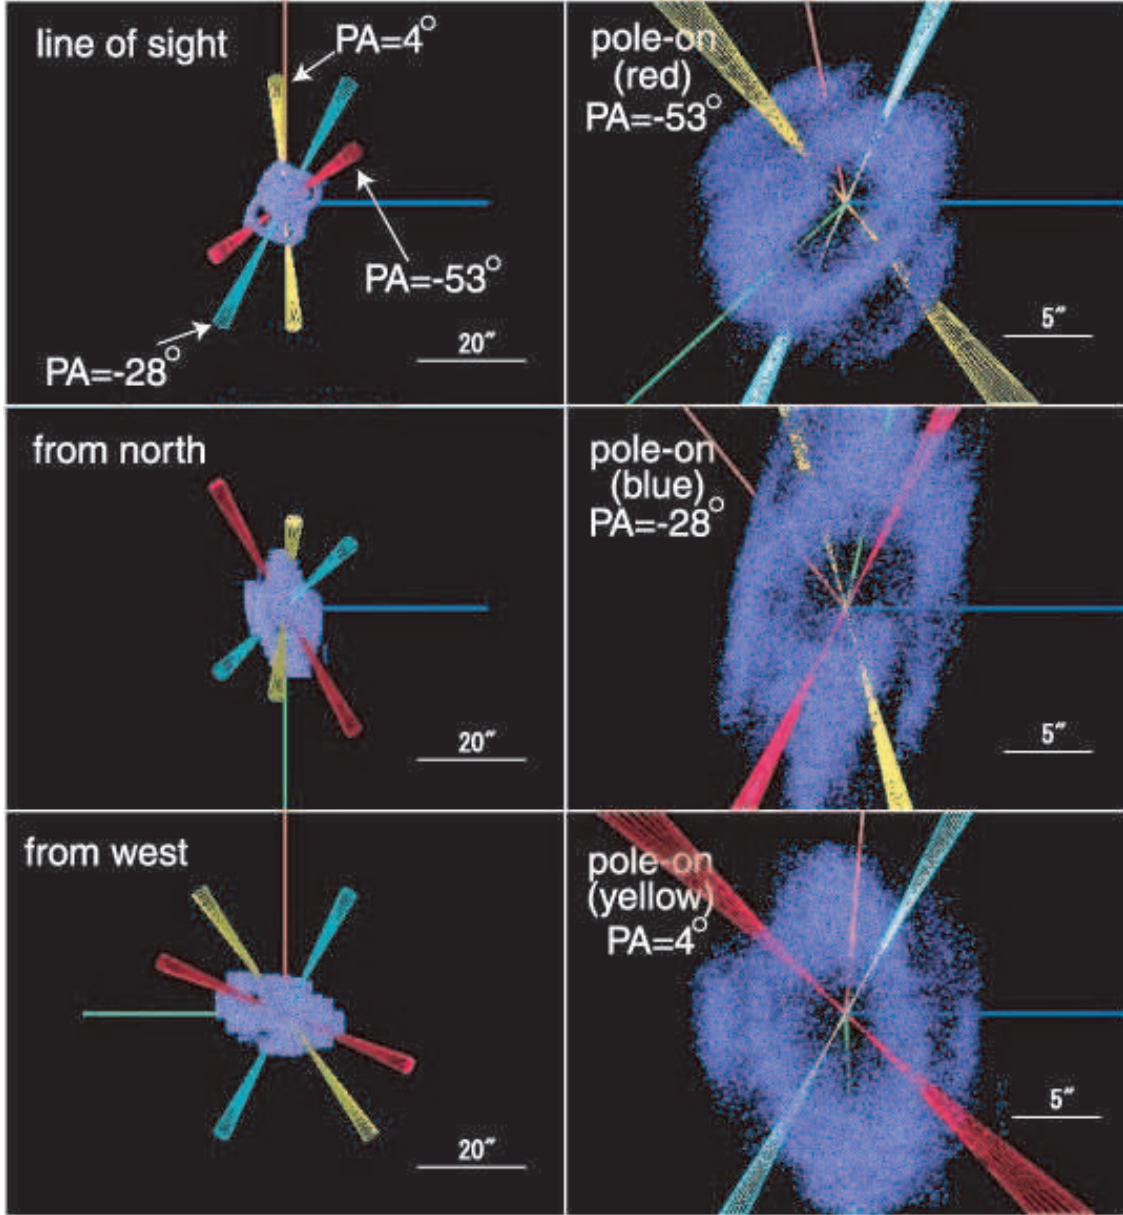 line of sight
PA=4°
PA=-53°
PA=-28°
20″
pole-on
(red)
PA=-53°
5″
from north
20″
pole-on
(blue)
PA=-28°
5″
from west
20″
pole-on
(yellow)
PA=4°
5″